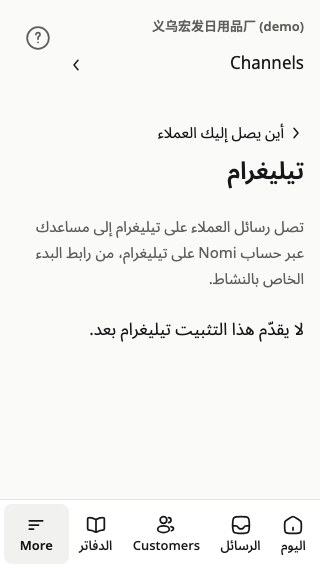 义乌宏发日用品厂 (demo)
Channels
أين يصل إليك العملاء
تيليغرام
تصل رسائل العملاء على تيليغرام إلى مساعدك
عبر حساب Nomi على تيليغرام، من رابط البدء
الخاص بالنشاط.
لا يقدّم هذا التثبيت تيليغرام بعد.
اليوم
الرسائل
Customers
الدفاتر
More